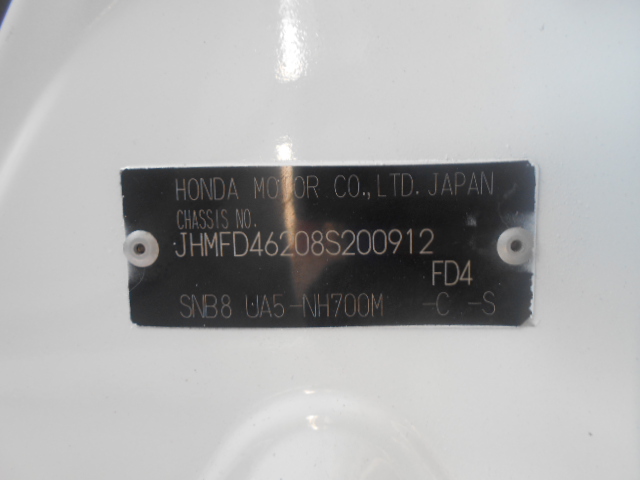 HONDA MOTOR CO.,LTD. JAPAN
CHASSIS NO.
JHMFD46208S200912
FD4
SNB8 UA5-NH700M -C -S